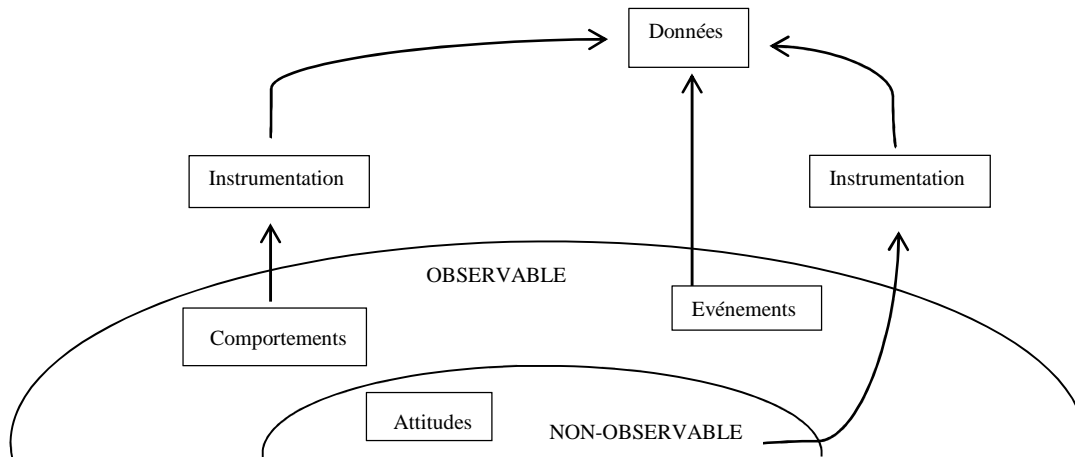 Données
Instrumentation
Instrumentation
OBSERVABLE
Evénements
Comportements
Attitudes
NON-OBSERVABLE